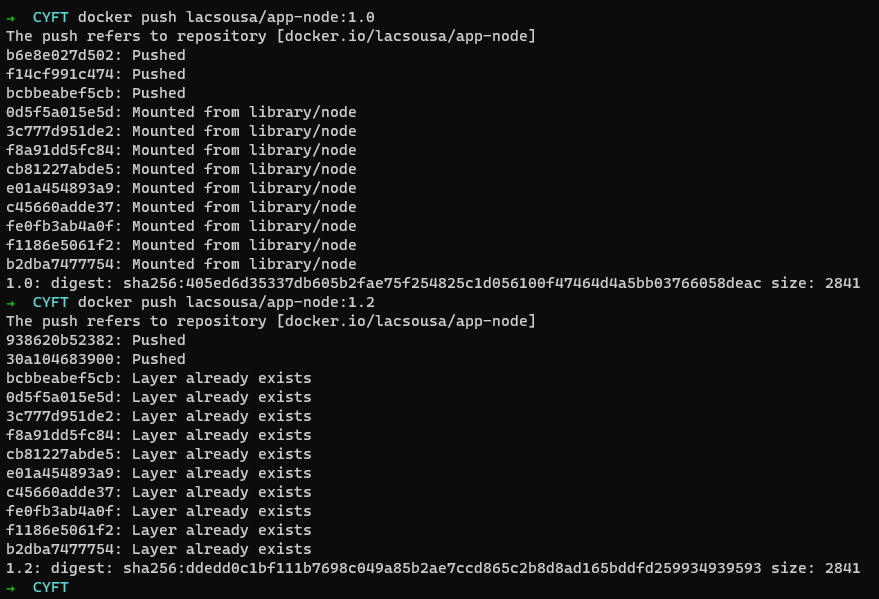 → CYFT docker push lacsousa/app-node:1.0
The push refers to repository [docker.io/lacsousa/app-node]
b6e8e027d502: Pushed
f14cf991c474: Pushed
bcbbeabef5cb: Pushed
0d5f5a015e5d: Mounted from library/node
3c777d951de2: Mounted from library/node
f8a91dd5fc84: Mounted from library/node
cb81227abde5: Mounted from library/node
e01a454893a9: Mounted from library/node
c45660adde37: Mounted from library/node
fe0fb3ab4a0f: Mounted from library/node
f1186e5061f2: Mounted from library/node
b2dba7477754: Mounted from library/node
1.0: digest: sha256:405ed6d35337db605b2fae75f254825c1d056100f47464d4a5bb03766058deac size: 2841
→ CYFT docker push lacsousa/app-node:1.2
The push refers to repository [docker.io/lacsousa/app-node]
938620b52382: Pushed
30a104683900: Pushed
bcbbeabef5cb: Layer already exists
0d5f5a015e5d: Layer already exists
3c777d951de2: Layer already exists
f8a91dd5fc84: Layer already exists
cb81227abde5: Layer already exists
e01a454893a9: Layer already exists
c45660adde37: Layer already exists
fe0fb3ab4a0f: Layer already exists
f1186e5061f2: Layer already exists
b2dba7477754: Layer already exists
1.2: digest: sha256:ddedd0c1bf111b7698c049a85b2ae7ccd865c2b8d8ad165bddfd259934939593 size: 2841
→ CYFT